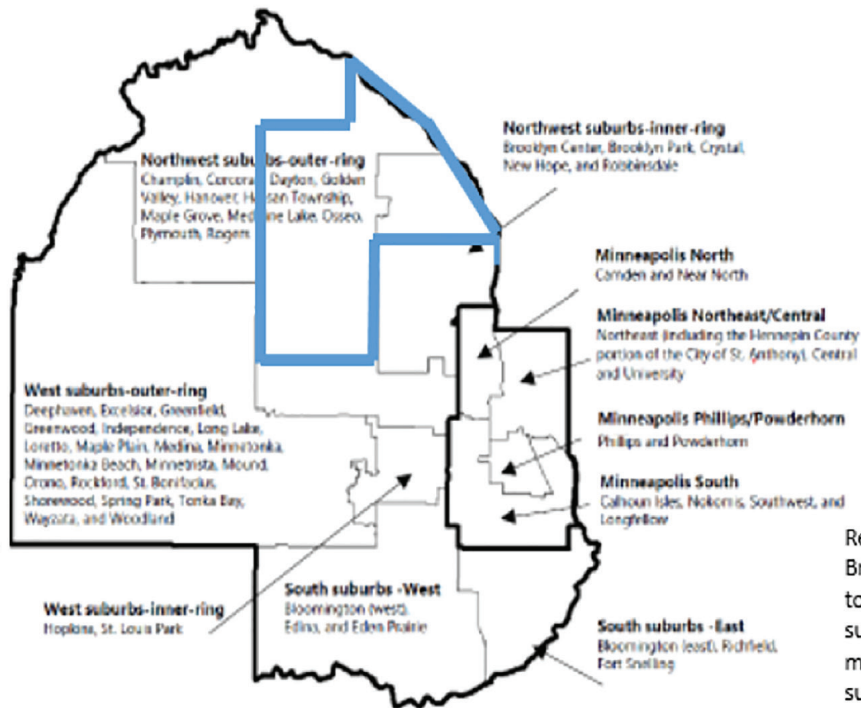 Northwest suburbs-inner-ring
Brooklyn Center, Brooklyn Park, Crystal,
New Hope, and Robbinsdale
Northwest suburbs-outer-ring
Champlin, Corcoran, Dayton, Golden
Valley, Hanover, Hassan Township,
Maple Grove, Medicine Lake, Osseo,
Plymouth, Rogers
Minneapolis North
Camden and Near North
Minneapolis Northeast/Central
Northeast (including the Hennepin County
portion of the City of St. Anthony), Central
and University
West suburbs-outer-ring
Deephaven, Excelsior, Greenfield,
Greenwood, Independence, Long Lake,
Loretto, Maple Plain, Medina, Minnetonka,
Minnetonka Beach, Minnetrista, Mound,
Orono, Rockford, St. Bonifacius,
Shorewood, Spring Park, Tonka Bay,
Wayzata, and Woodland
Minneapolis Phillips/Powderhorn
Phillips and Powderhorn
Minneapolis South
Calhoun Isles, Nokomis, Southwest, and
Longfellow
West suburbs-inner-ring
Hopkins, St. Louis Park
South suburbs -West
Bloomington (west),
Edina, and Eden Prairie
South suburbs -East
Bloomington (east), Richfield,
Fort Snelling
to
su